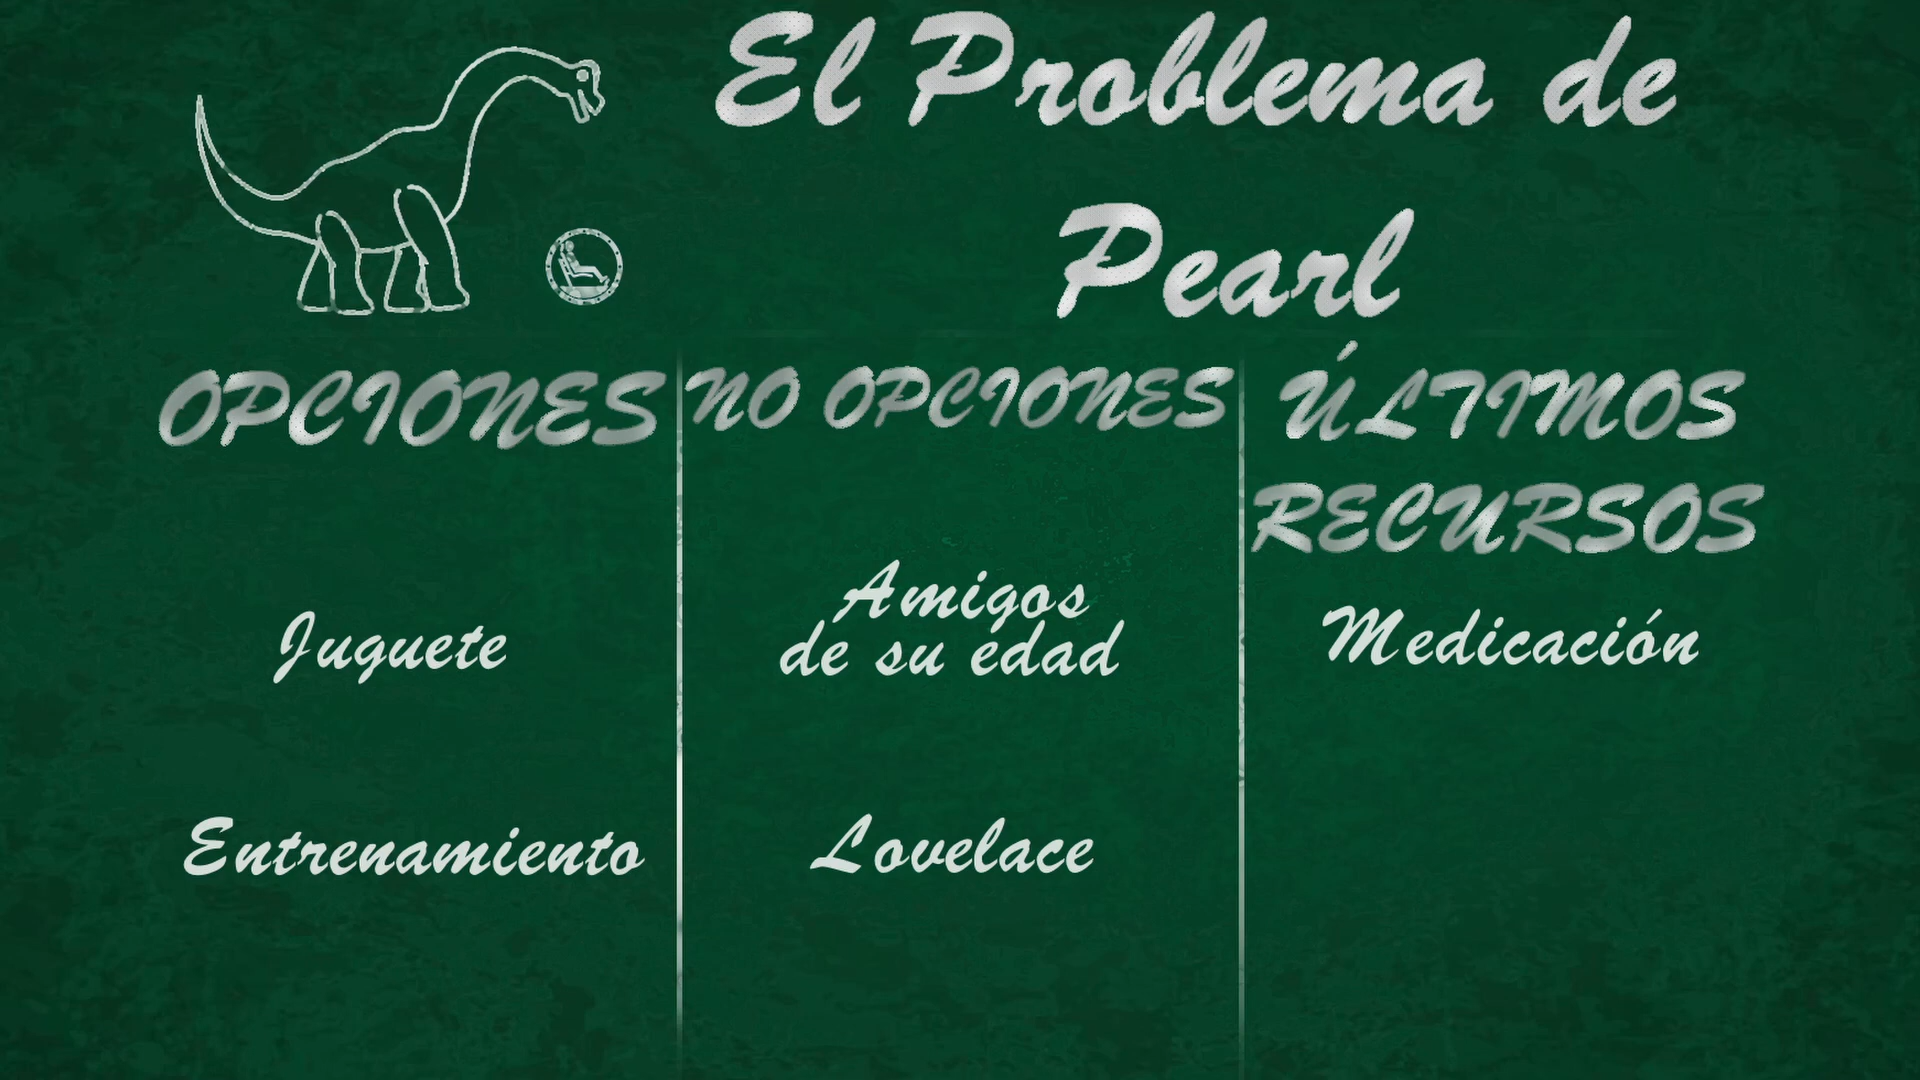 El Problema de
Pearl
OPCIONES
Juguete
Entrenamiento
NO OPCIONES
Amigos
de su edad
Lovelace
ÚLTIMOS
RECURSOS
Medicación